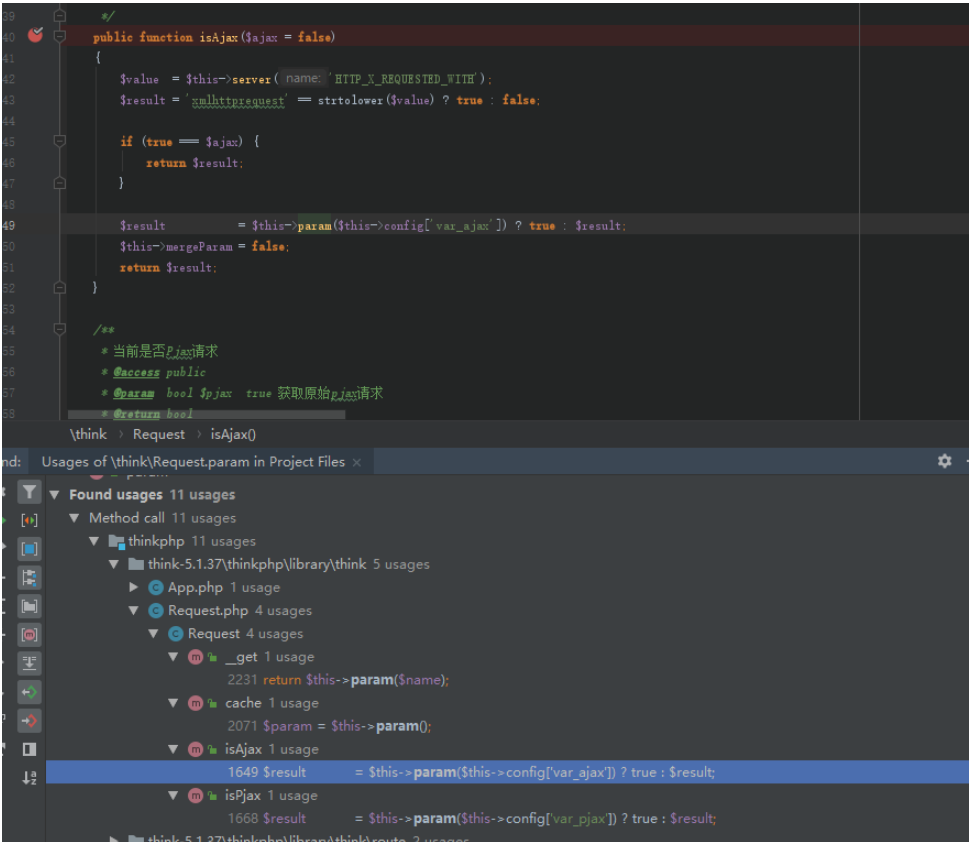 39 */
40 public function isAjax($ajax = false)
41 {
42 $value = $this->server( name: 'HTTP_X_REQUESTED_WITH');
43 $result = 'xmlhttprequest' == strtolower($value) ? true : false;
44
45 if (true === $ajax) {
46 return $result;
47 }
48
49 $result = $this->param($this->config['var_ajax']) ? true : $result;
50 $this->mergeParam = false;
51 return $result;
52 }
53
54 /**
55 * 当前是否Pjax请求
56 * @access public
57 * @param bool $pjax true 获取原始pjax请求
58 * @return bool
\think › Request › isAjax()
nd: Usages of \think\Request.param in Project Files ×
param
Found usages 11 usages
Method call 11 usages
thinkphp 11 usages
think-5.1.37\thinkphp\library\think 5 usages
App.php 1 usage
Request.php 4 usages
Request 4 usages
__get 1 usage
2231 return $this->param($name);
cache 1 usage
2071 $param = $this->param();
isAjax 1 usage
1649 $result = $this->param($this->config['var_ajax']) ? true : $result;
isPjax 1 usage
1668 $result = $this->param($this->config['var_pjax']) ? true : $result;
think-5.1.37\thinkphp\library\think\route 2 usages